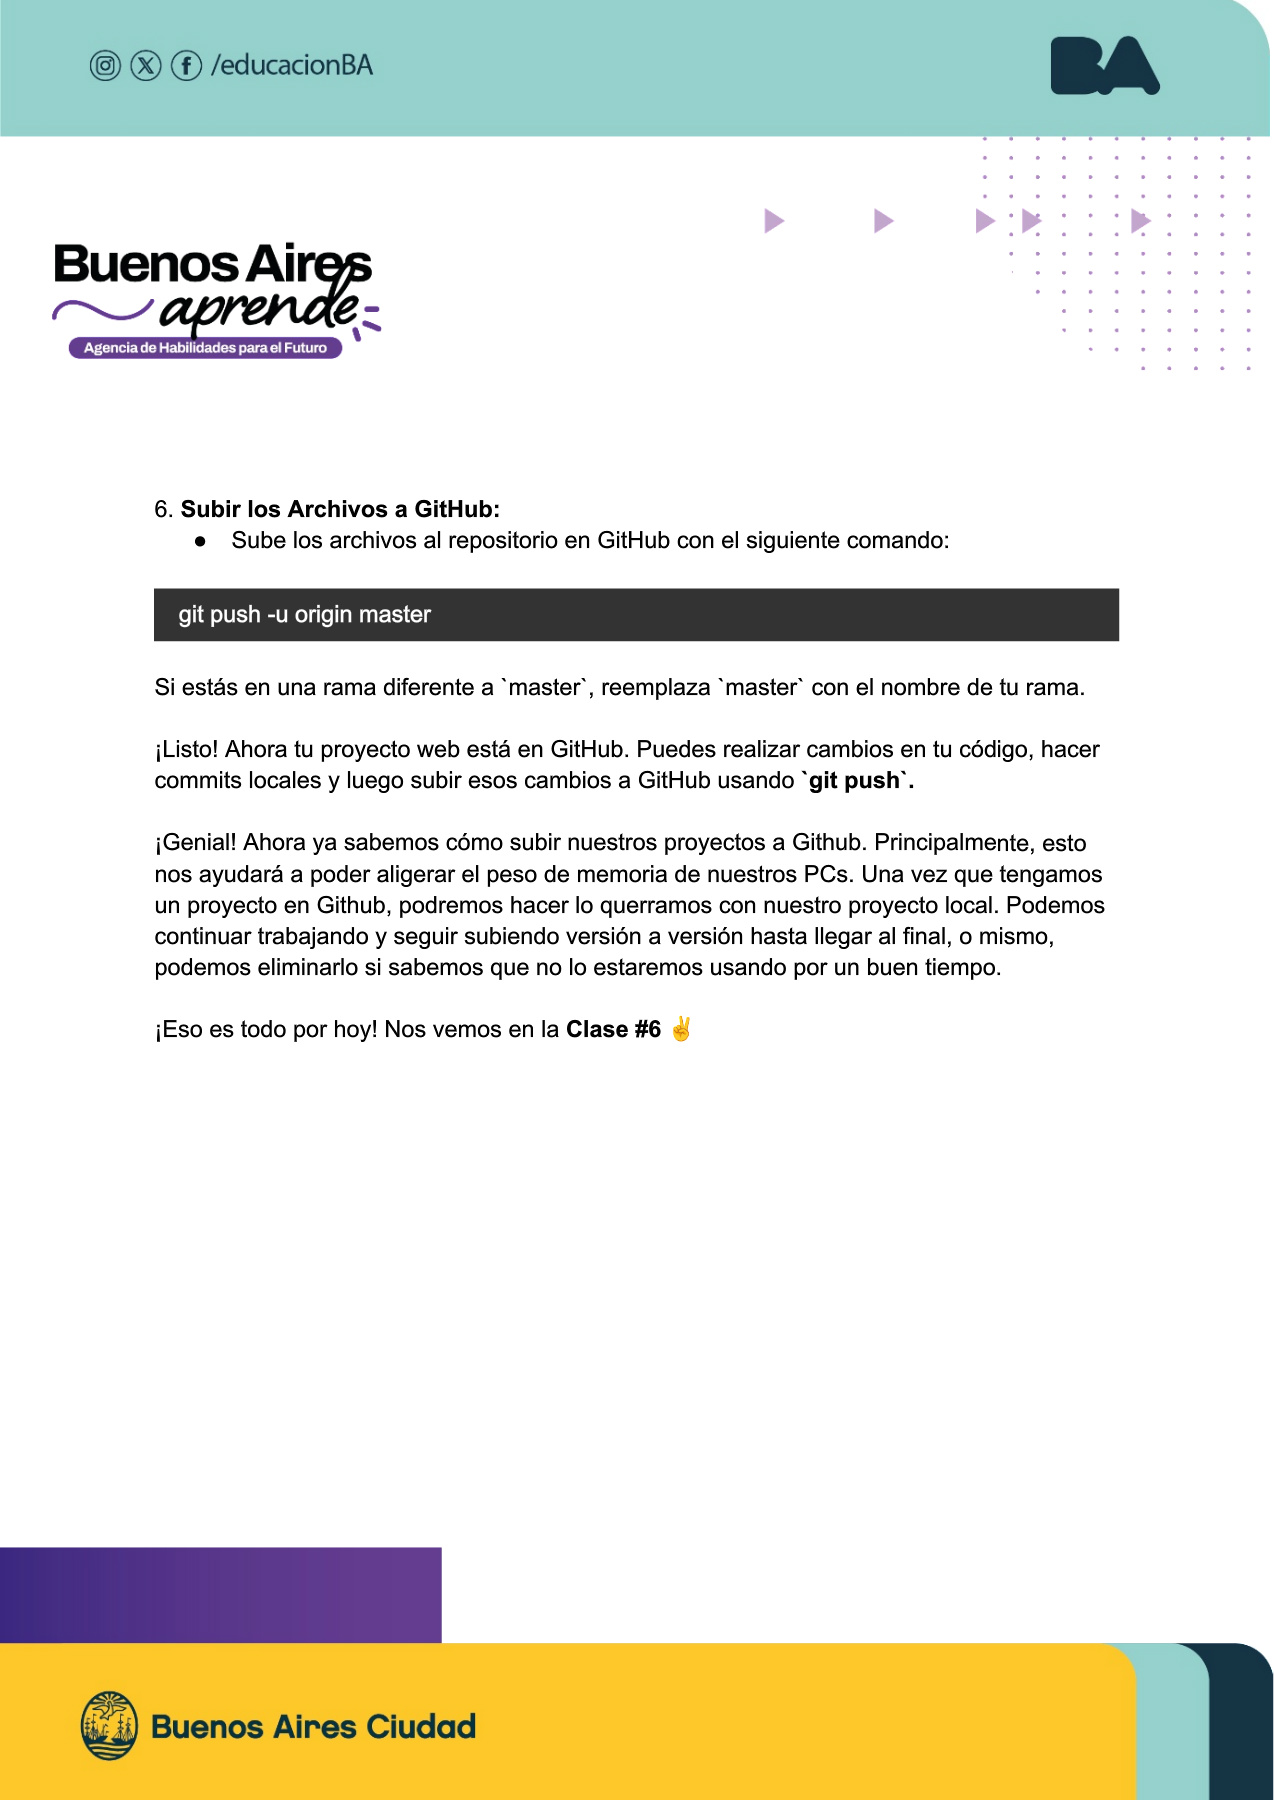 /educacionBA
BA
Buenos Aires
aprende
Agencia de Habilidades para el Futuro
6. Subir los Archivos a GitHub:
● Sube los archivos al repositorio en GitHub con el siguiente comando:
git push -u origin master
Si estás en una rama diferente a `master`, reemplaza `master` con el nombre de tu rama.
¡Listo! Ahora tu proyecto web está en GitHub. Puedes realizar cambios en tu código, hacer
commits locales y luego subir esos cambios a GitHub usando `git push`.
¡Genial! Ahora ya sabemos cómo subir nuestros proyectos a Github. Principalmente, esto
nos ayudará a poder aligerar el peso de memoria de nuestros PCs. Una vez que tengamos
un proyecto en Github, podremos hacer lo querramos con nuestro proyecto local. Podemos
continuar trabajando y seguir subiendo versión a versión hasta llegar al final, o mismo,
podemos eliminarlo si sabemos que no lo estaremos usando por un buen tiempo.
¡Eso es todo por hoy! Nos vemos en la Clase #6 ✌️
Buenos Aires Ciudad